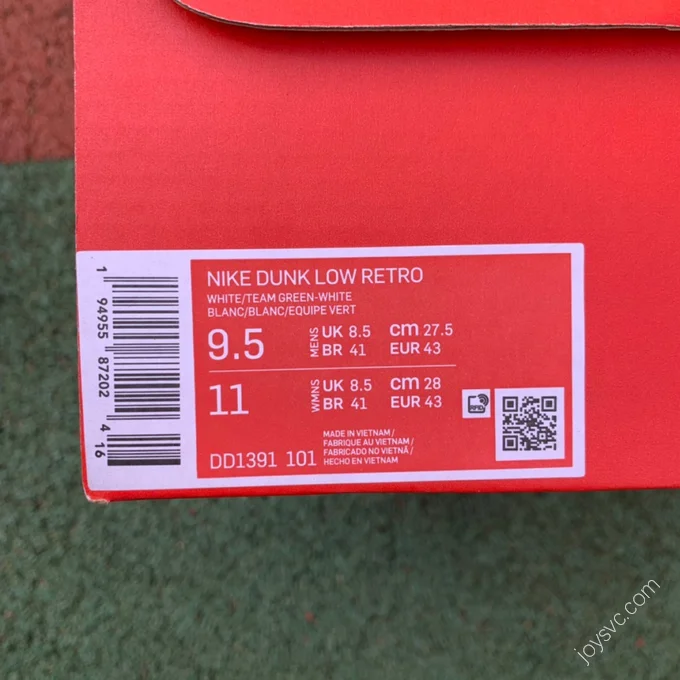 NIKE DUNK LOW RETRO
WHITE/TEAM GREEN-WHITE
BLANC/BLANC/EQUIPE VERT
9.5 MENS UK 8.5 cm 27.5
BR 41 EUR 43
11 WMNS UK 8.5 cm 28
BR 41 EUR 43
DD1391 101
MADE IN VIETNAM /
FABRIQUE AU VIETNAM /
FABRICADO NO VIETNÃ /
HECHO EN VIETNAM
1 94955 87202 4 16
joysvc.com